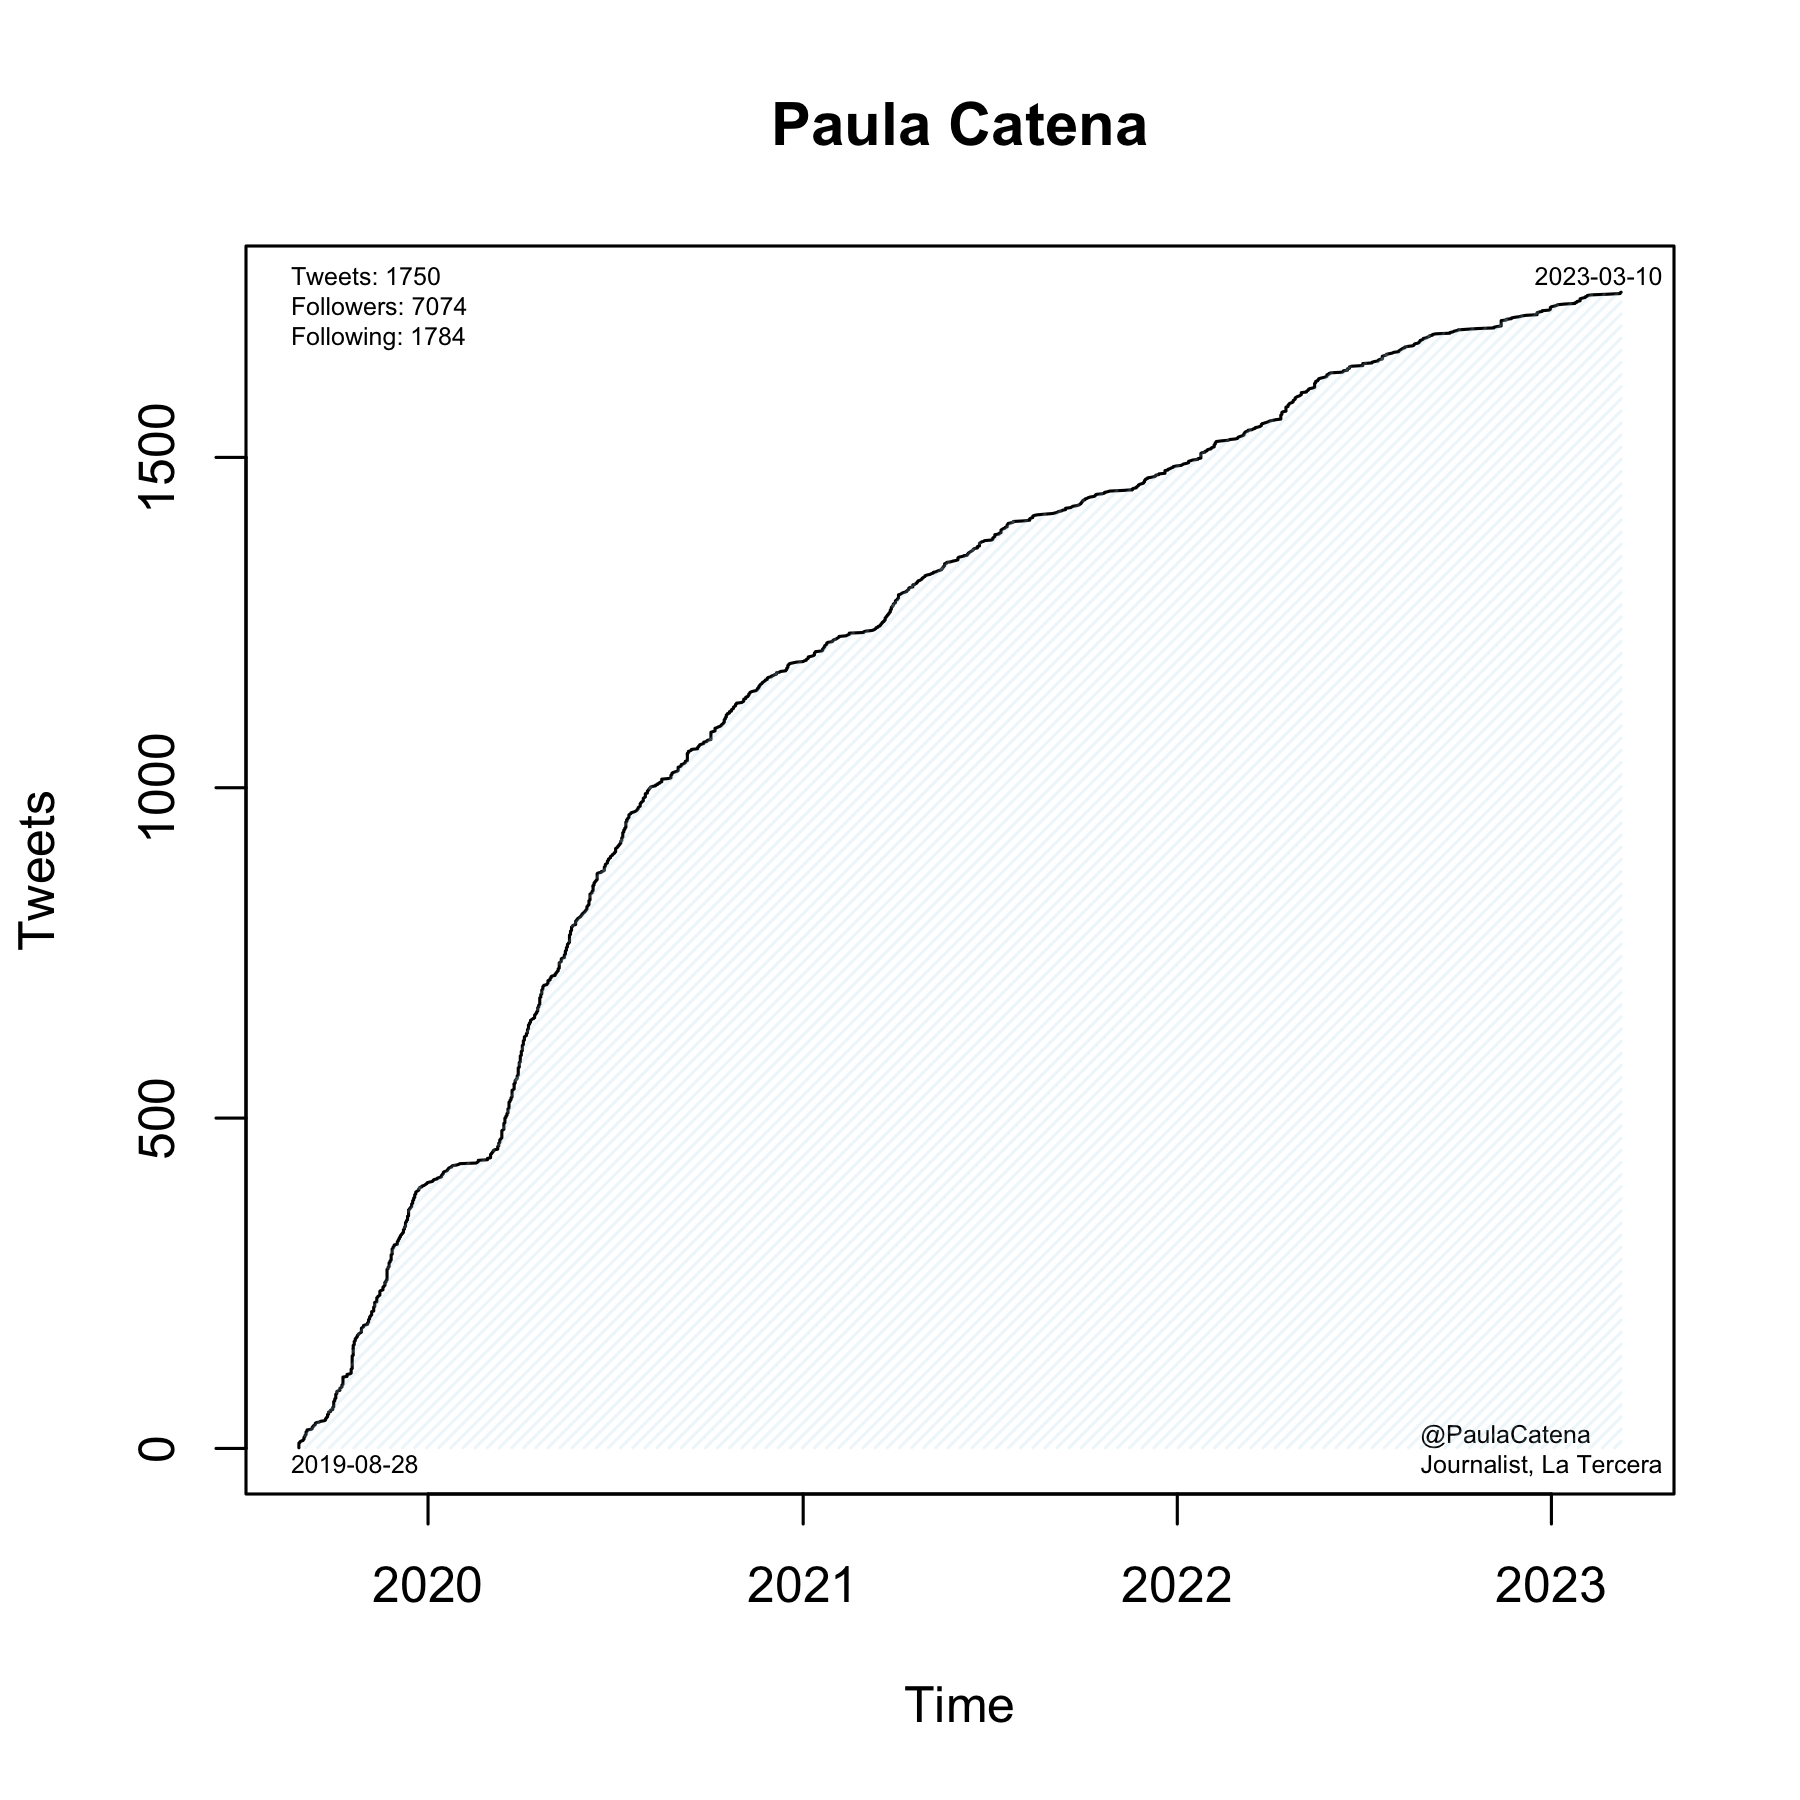 Paula Catena
Tweets: 1750
Followers: 7074
Following: 1784
2023-03-10
1500
1000
500
0
Tweets
2019-08-28
@PaulaCatena
Journalist, La Tercera
2020 2021 2022 2023
Time